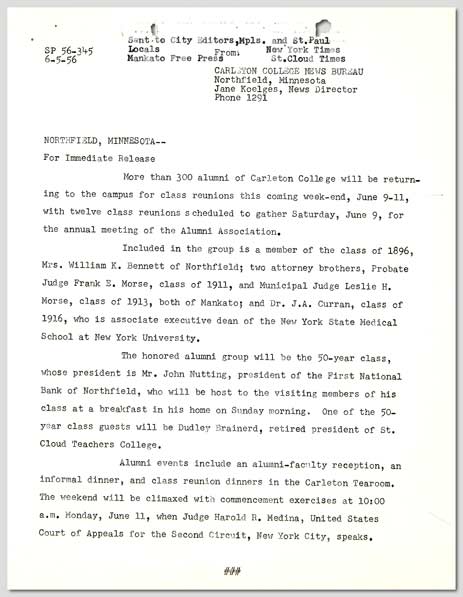 Sent to City Editors,Mpls. and St.Paul
SP 56-345 Locals From: New York Times
6-5-56 Mankato Free Press St.Cloud Times
CARLETON COLLEGE NEWS BUREAU
Northfield, Minnesota
Jane Koelges, News Director
Phone 1291
NORTHFIELD, MINNESOTA--
For Immediate Release
More than 300 alumni of Carleton College will be return-
ing to the campus for class reunions this coming week-end, June 9-11,
with twelve class reunions scheduled to gather Saturday, June 9, for
the annual meeting of the Alumni Association.
Included in the group is a member of the class of 1896,
Mrs. William K. Bennett of Northfield; two attorney brothers, Probate
Judge Frank E. Morse, class of 1911, and Municipal Judge Leslie H.
Morse, class of 1913, both of Mankato; and Dr. J.A. Curran, class of
1916, who is associate executive dean of the New York State Medical
School at New York University.
The honored alumni group will be the 50-year class,
whose president is Mr. John Nutting, president of the First National
Bank of Northfield, who will be host to the visiting members of his
class at a breakfast in his home on Sunday morning. One of the 50-
year class guests will be Dudley Brainerd, retired president of St.
Cloud Teachers College.
Alumni events include an alumni-faculty reception, an
informal dinner, and class reunion dinners in the Carleton Tearoom.
The weekend will be climaxed with commencement exercises at 10:00
a.m. Monday, June 11, when Judge Harold R. Medina, United States
Court of Appeals for the Second Circuit, New York City, speaks.
###